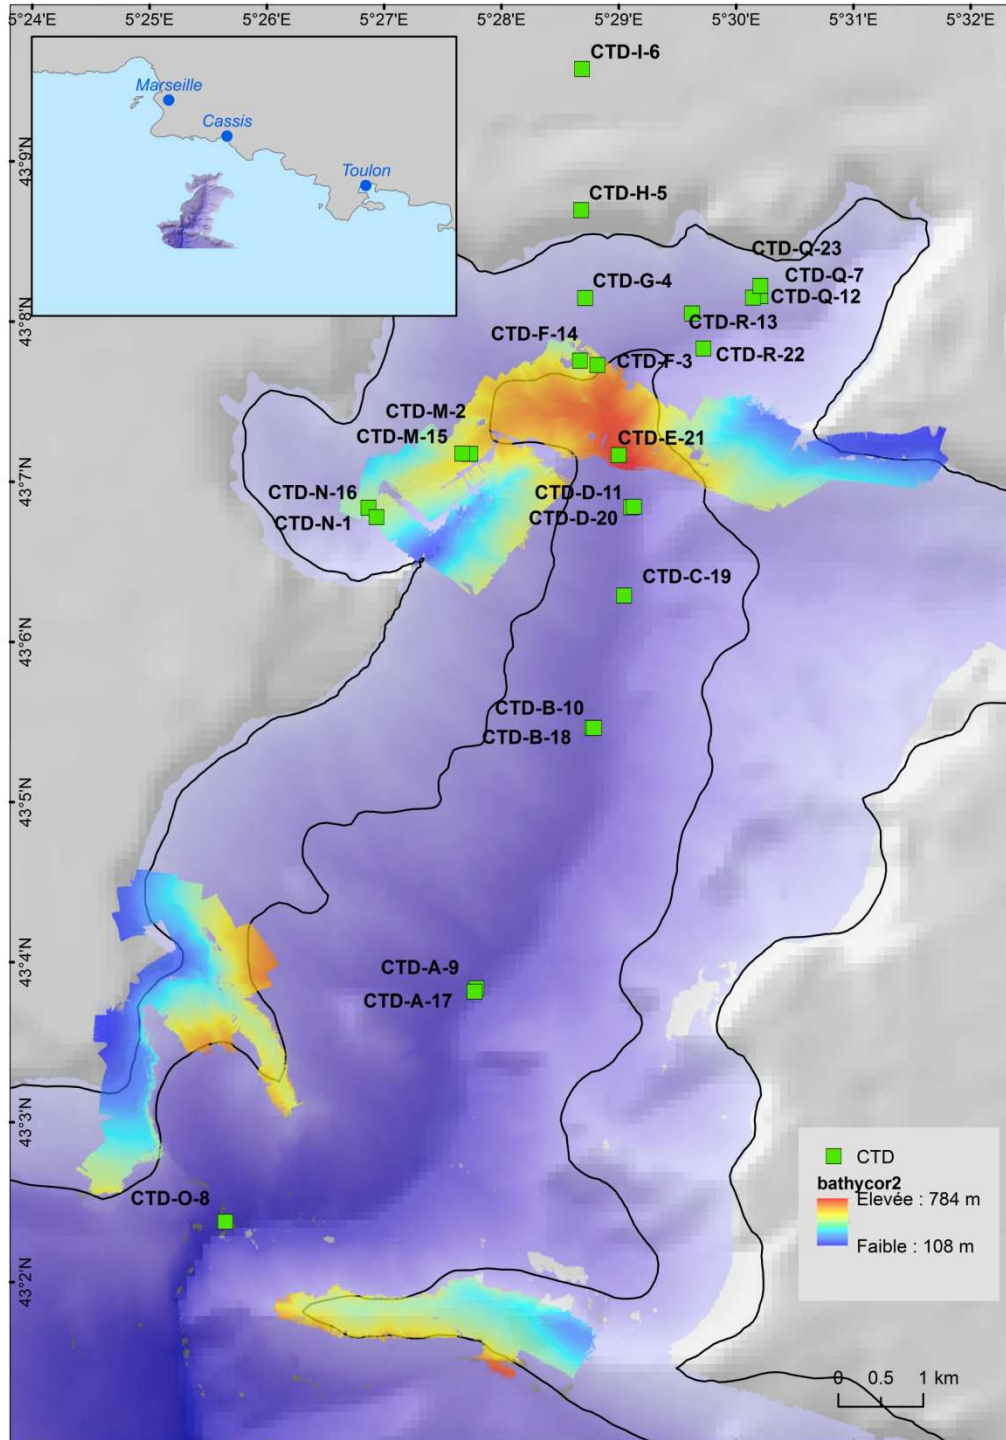 5°24'E 5°25'E 5°26'E 5°27'E 5°28'E 5°29'E 5°30'E 5°31'E 5°32'E
CTD-I-6
Marseille
Cassis
43°9'N
Toulon
CTD-H-5
CTD-Q-23
CTD-G-4
CTD-Q-7
CTD-Q-12
43°8'N
CTD-R-13
CTD-F-14
CTD-R-22
CTD-F-3
CTD-M-2
CTD-M-15
CTD-E-21
43°7'N
CTD-N-16
CTD-D-11
CTD-N-1
CTD-D-20
CTD-C-19
43°6'N
CTD-B-10
CTD-B-18
43°5'N
43°4'N
CTD-A-9
CTD-A-17
43°3'N
CTD
bathycor2
Elevée : 784 m
Faible : 108 m
CTD-O-8
43°2'N
0 0.5 1 km